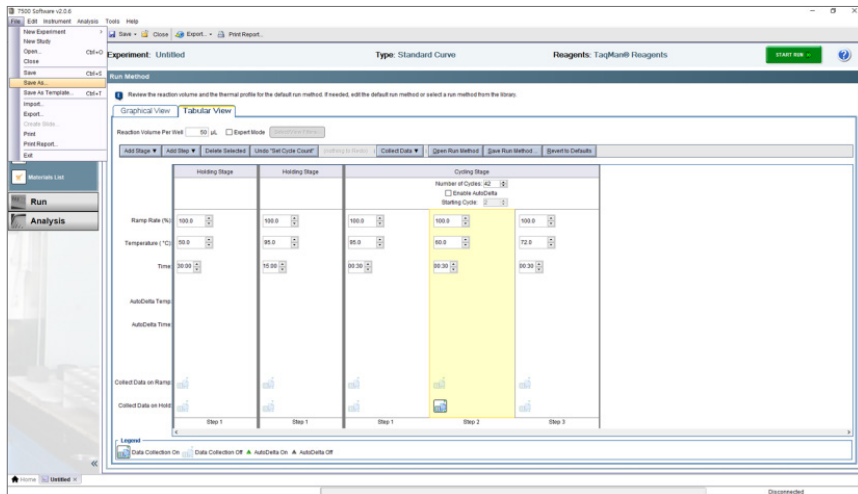 7500 Software v2.0.6
File Edit Instrument Analysis Tools Help
New Experiment
New Study
Open... Ctrl+O
Close
Save Ctrl+S
Save As...
Save As Template... Ctrl+T
Import...
Export...
Create Slide...
Print
Print Report...
Exit
Save Close Export... Print Report...
Experiment: Untitled Type: Standard Curve Reagents: TaqMan® Reagents START RUN
Run Method
Review the reaction volume and the thermal profile for the default run method. If needed, edit the default run method or select a run method from the library.
Graphical View Tabular View
Reaction Volume Per Well 50 µL Expert Mode
Add Stage Add Step Delete Selected Undo "Set Cycle Count" Collect Data Open Run Method Save Run Method... Revert to Defaults
Materials List
Run
Analysis
Holding Stage Holding Stage Cycling Stage
Number of Cycles: 42
Enable AutoDelta
Starting Cycle: 2
Ramp Rate (%) 100.0 100.0 100.0 100.0 100.0
Temperature (°C) 50.0 95.0 95.0 60.0 72.0
Time 30:00 15:00 00:30 00:30 00:30
AutoDelta Temp
AutoDelta Time
Collect Data on Ramp
Collect Data on Hold
Step 1 Step 1 Step 1 Step 2 Step 3
Legend
Data Collection On Data Collection Off AutoDelta On AutoDelta Off
Home Untitled ×
Disconnected